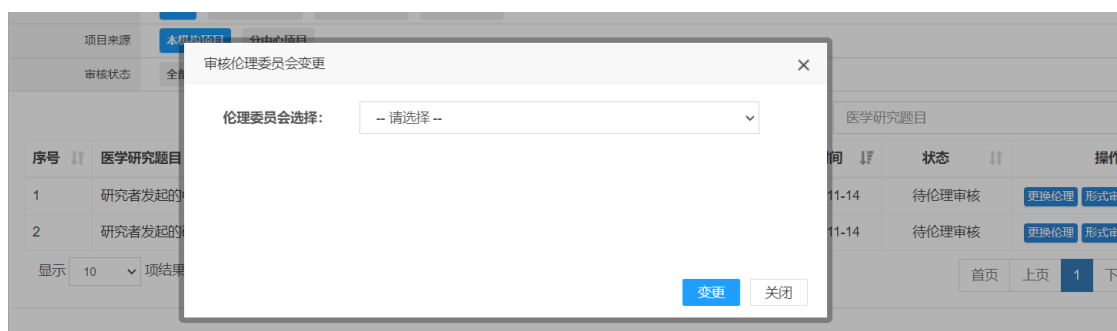 项目来源 本机构项目 分中心项目
审核伦理委员会变更 ×
审核状态
伦理委员会选择： -- 请选择 --
医学研究题目
序号 医学研究题目 间 状态
1 研究者发起的 11-14 待伦理审核 更换伦理
2 研究者发起的 11-14 待伦理审核 更换伦理
显示 10 项结果
首页 上页 1
变更 关闭